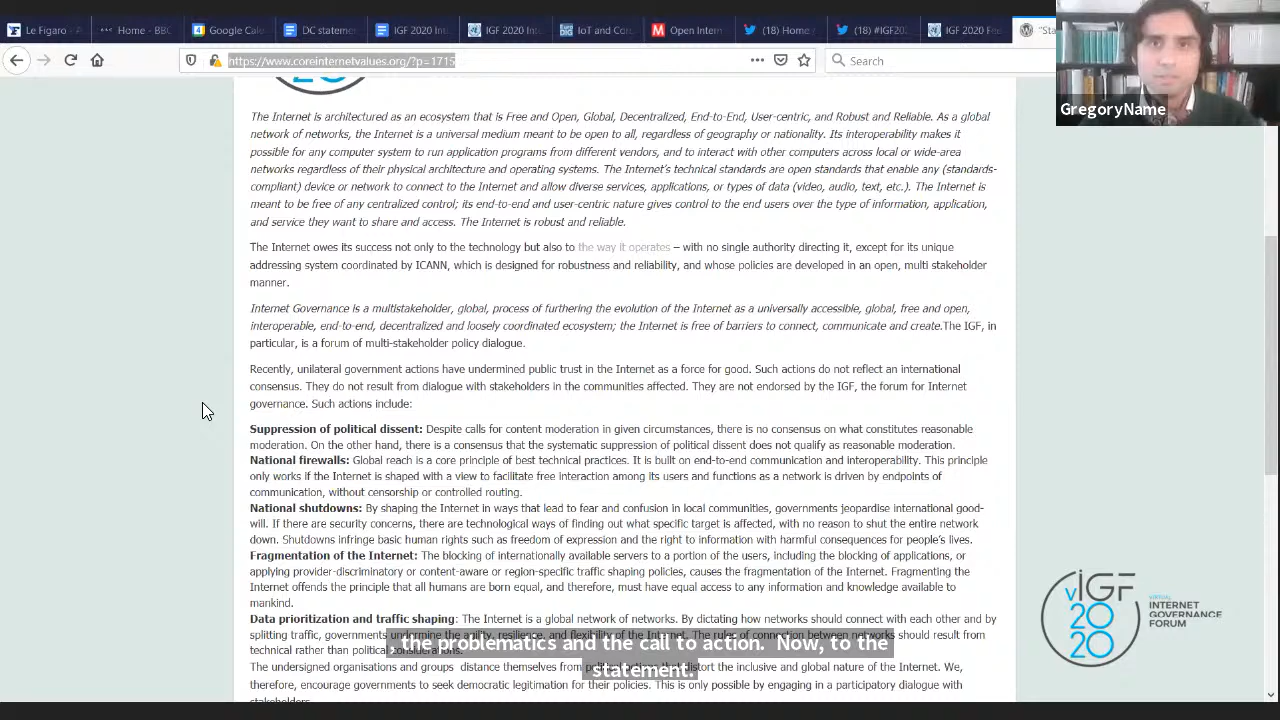 Le Figaro - A
Home - BBC
Google Cale
DC stateme
IGF 2020 Int
IGF 2020 Int
IoT and Cor
Open Intern
(18) Home
(18) #IGF202
IGF 2020 Fee
"Sta
https://www.coreinternetvalues.org/?p=1715
Search
GregoryName
The Internet is architectured as an ecosystem that is Free and Open, Global, Decentralized, End-to-End, User-centric, and Robust and Reliable. As a global
network of networks, the Internet is a universal medium meant to be open to all, regardless of geography or nationality. Its interoperability makes it
possible for any computer system to run application programs from different vendors, and to interact with other computers across local or wide-area
networks regardless of their physical architecture and operating systems. The Internet's technical standards are open standards that enable any (standards-
compliant) device or network to connect to the Internet and allow diverse services, applications, or types of data (video, audio, text, etc.). The Internet is
meant to be free of any centralized control; its end-to-end and user-centric nature gives control to the end users over the type of information, application,
and service they want to share and access. The Internet is robust and reliable.
The Internet owes its success not only to the technology but also to the way it operates – with no single authority directing it, except for its unique
addressing system coordinated by ICANN, which is designed for robustness and reliability, and whose policies are developed in an open, multi stakeholder
manner.
Internet Governance is a multistakeholder, global, process of furthering the evolution of the Internet as a universally accessible, global, free and open,
interoperable, end-to-end, decentralized and loosely coordinated ecosystem; the Internet is free of barriers to connect, communicate and create.The IGF, in
particular, is a forum of multi-stakeholder policy dialogue.
Recently, unilateral government actions have undermined public trust in the Internet as a force for good. Such actions do not reflect an international
consensus. They do not result from dialogue with stakeholders in the communities affected. They are not endorsed by the IGF, the forum for Internet
governance. Such actions include:
Suppression of political dissent: Despite calls for content moderation in given circumstances, there is no consensus on what constitutes reasonable
moderation. On the other hand, there is a consensus that the systematic suppression of political dissent does not qualify as reasonable moderation.
National firewalls: Global reach is a core principle of best technical practices. It is built on end-to-end communication and interoperability. This principle
only works if the Internet is shaped with a view to facilitate free interaction among its users and functions as a network is driven by endpoints of
communication, without censorship or controlled routing.
National shutdowns: By shaping the Internet in ways that lead to fear and confusion in local communities, governments jeopardise international good-
will. If there are security concerns, there are technological ways of finding out what specific target is affected, with no reason to shut the entire network
down. Shutdowns infringe basic human rights such as freedom of expression and the right to information with harmful consequences for people's lives.
Fragmentation of the Internet: The blocking of internationally available servers to a portion of the users, including the blocking of applications, or
applying provider-discriminatory or content-aware or region-specific traffic shaping policies, causes the fragmentation of the Internet. Fragmenting the
Internet offends the principle that all humans are born equal, and therefore, must have equal access to any information and knowledge available to
mankind.
Data prioritization and traffic shaping: The Internet is a global network of networks. By dictating how networks should connect with each other and by
splitting traffic, governments undermine the agility, resilience, and flexibility of the Internet. The rules of connection between networks should result from
technical rather than political considerations.
The undersigned organisations and groups distance themselves from political actions that distort the inclusive and global nature of the Internet. We,
therefore, encourage governments to seek democratic legitimation for their policies. This is only possible by engaging in a participatory dialogue with
stakeholders.
, the problematics and the call to action. Now, to the
statement.
vIGF
2020
VIRTUAL
INTERNET
GOVERNANCE
FORUM